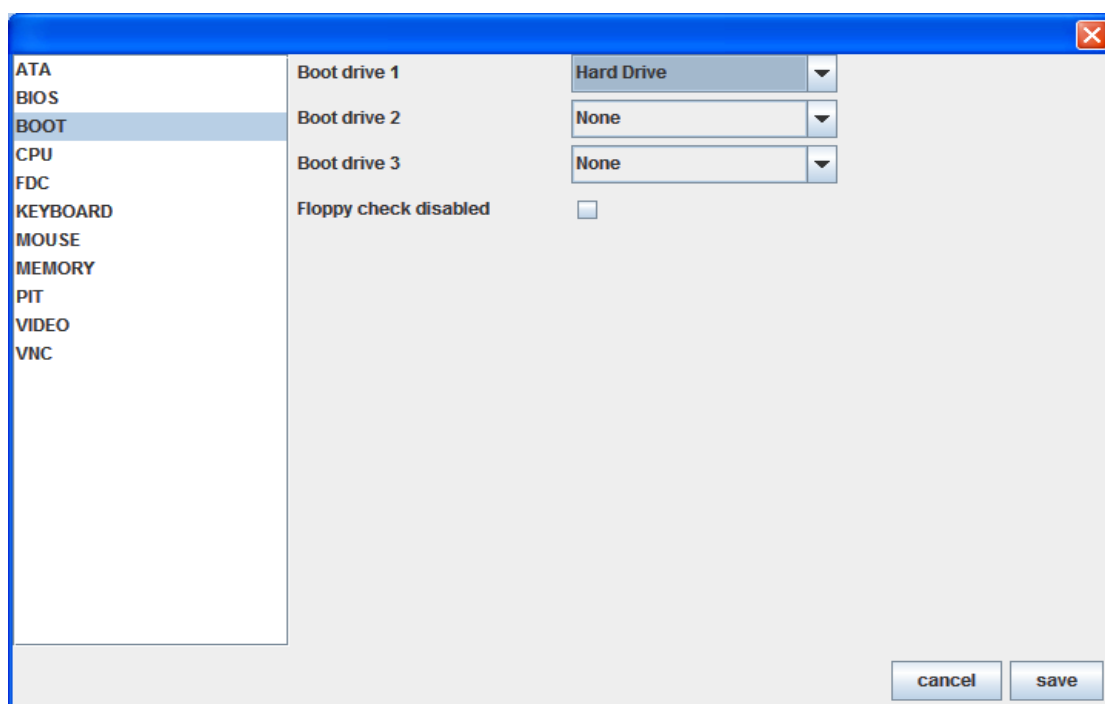 ATA
BIOS
BOOT
CPU
FDC
KEYBOARD
MOUSE
MEMORY
PIT
VIDEO
VNC
Boot drive 1 Hard Drive
Boot drive 2 None
Boot drive 3 None
Floppy check disabled
cancel save